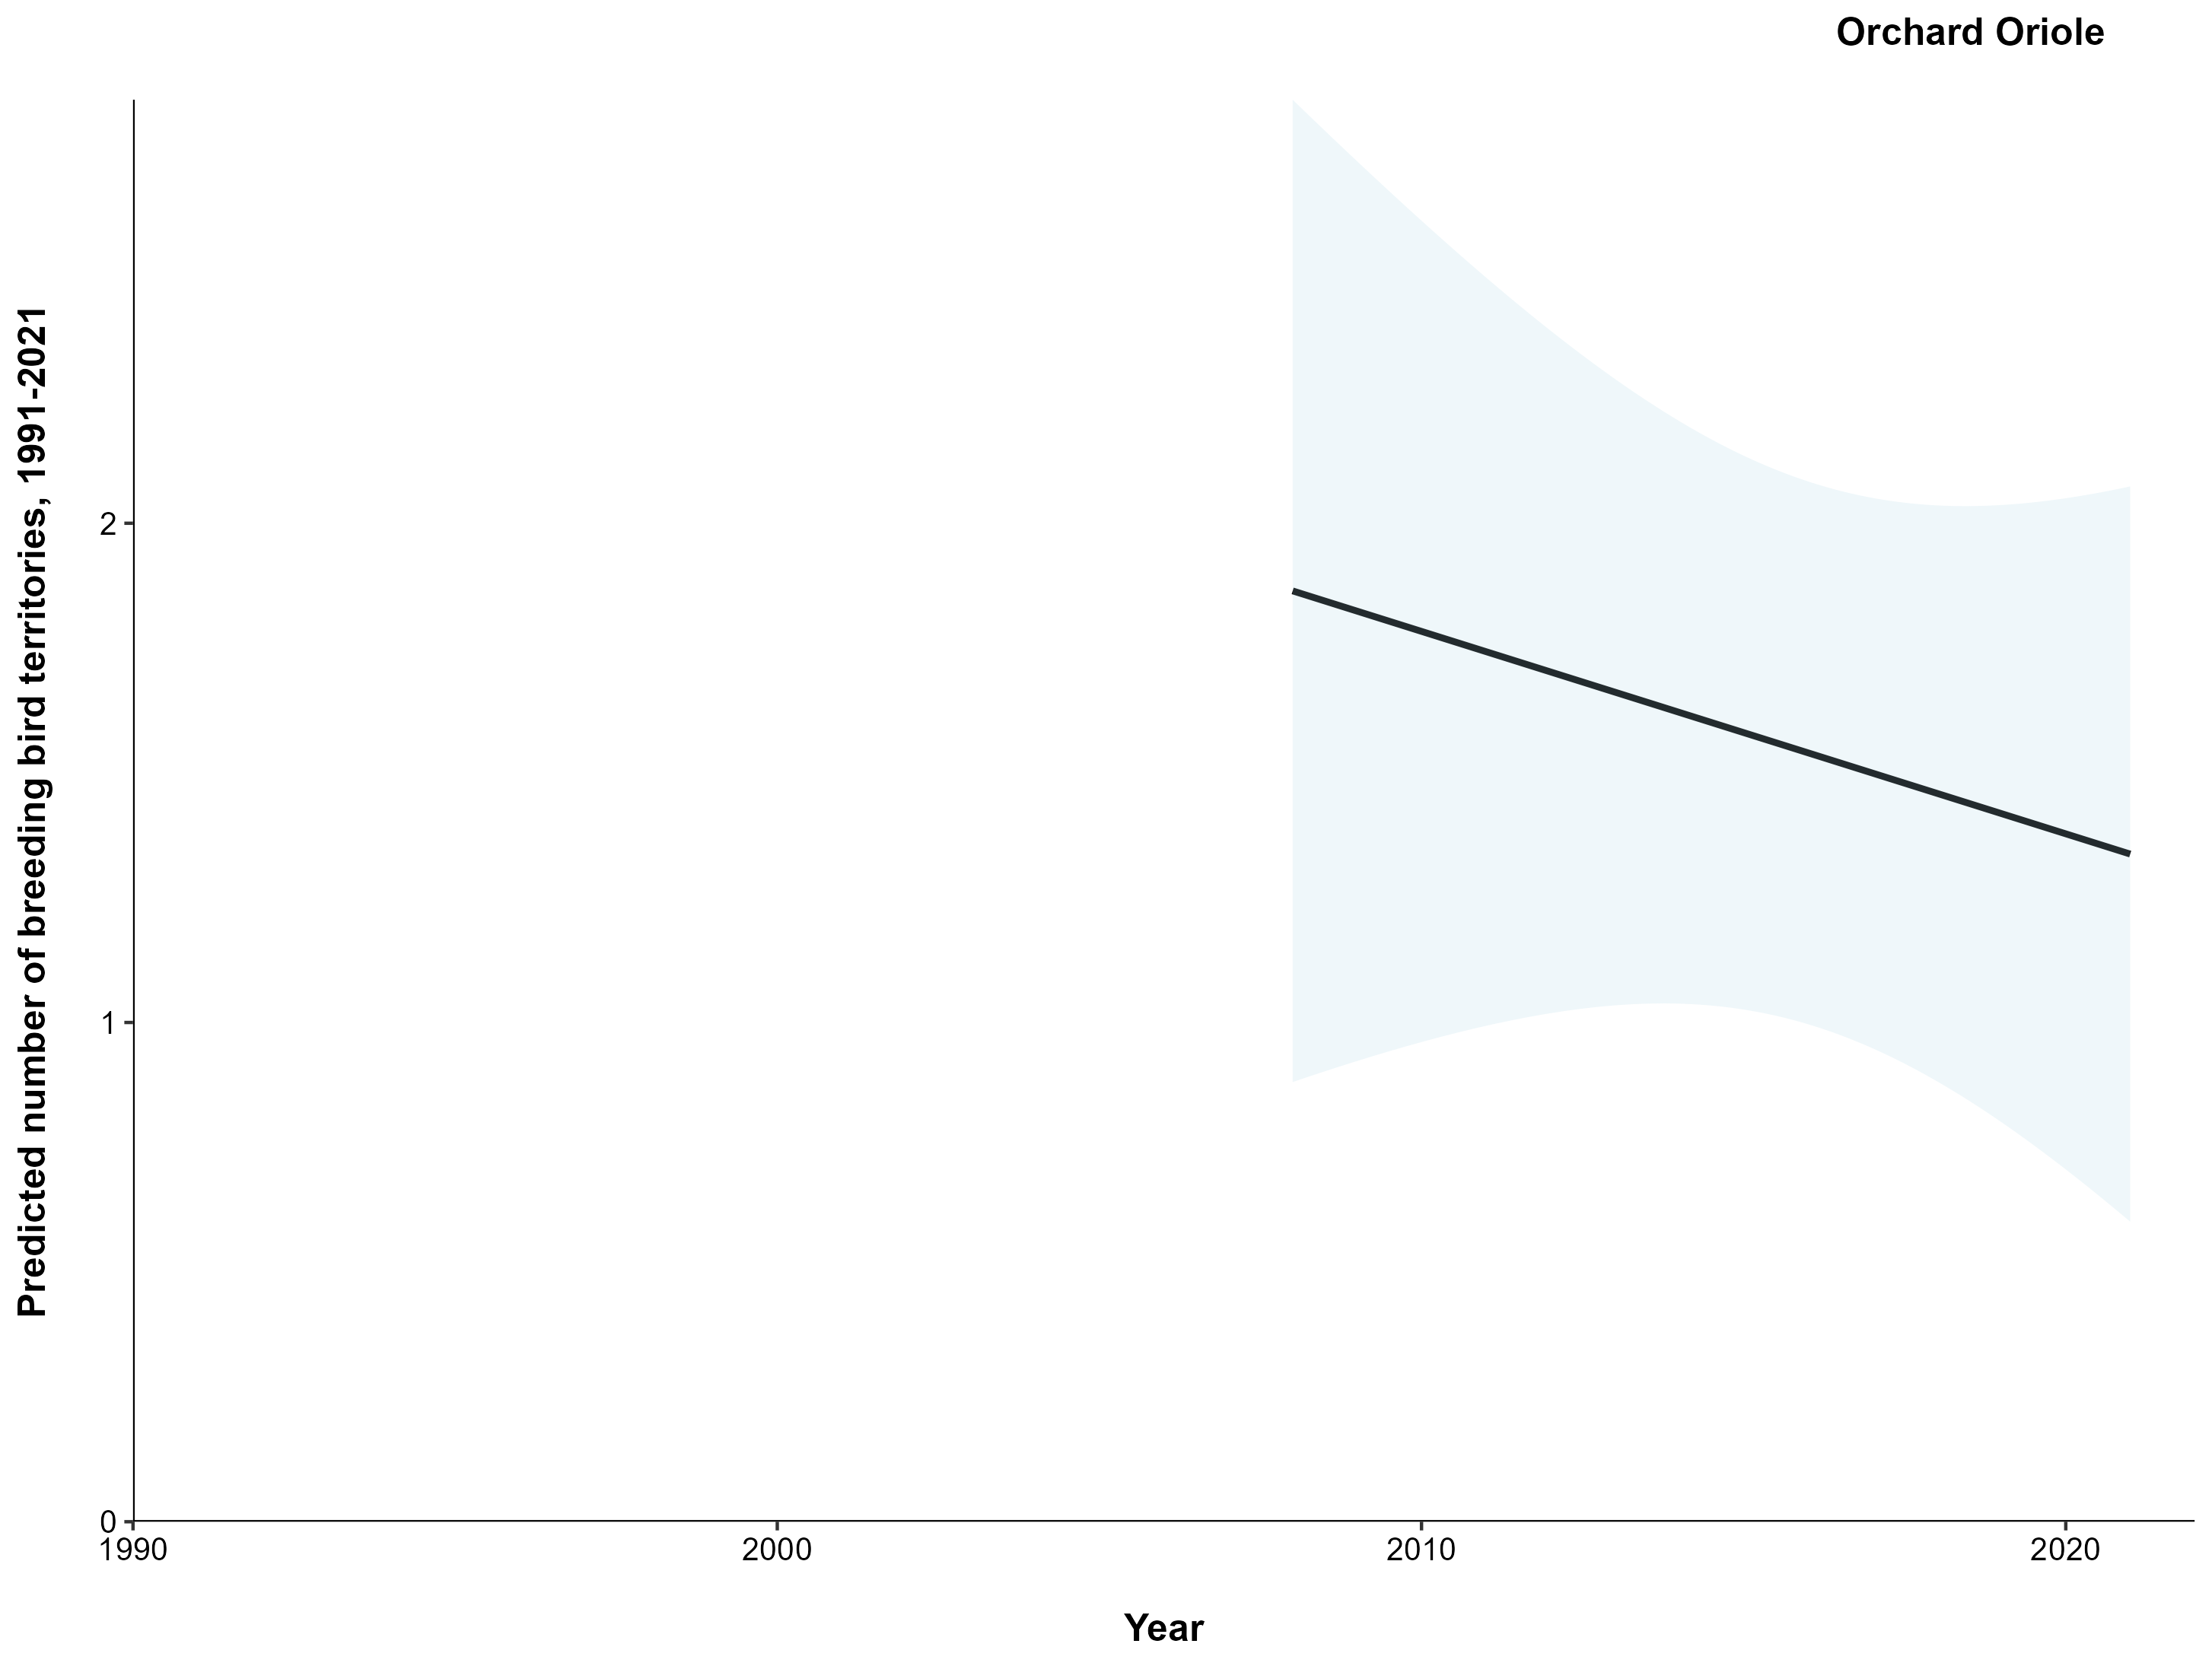 Orchard Oriole
Predicted number of breeding bird territories, 1991-2021
2
1
0
1990 2000 2010 2020
Year